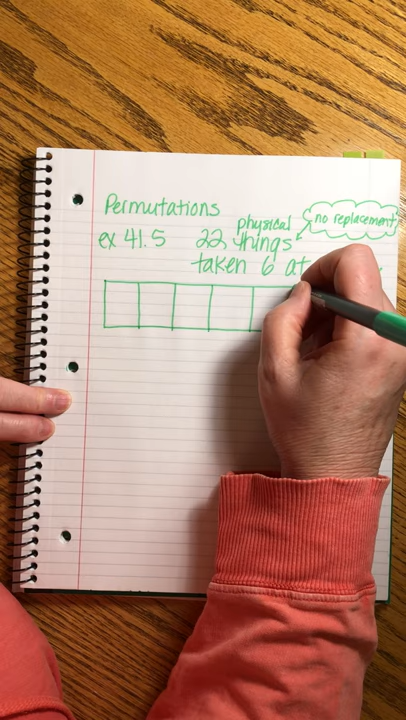 Permutations
physical no replacement
ex 41.5 22 things
taken 6 at